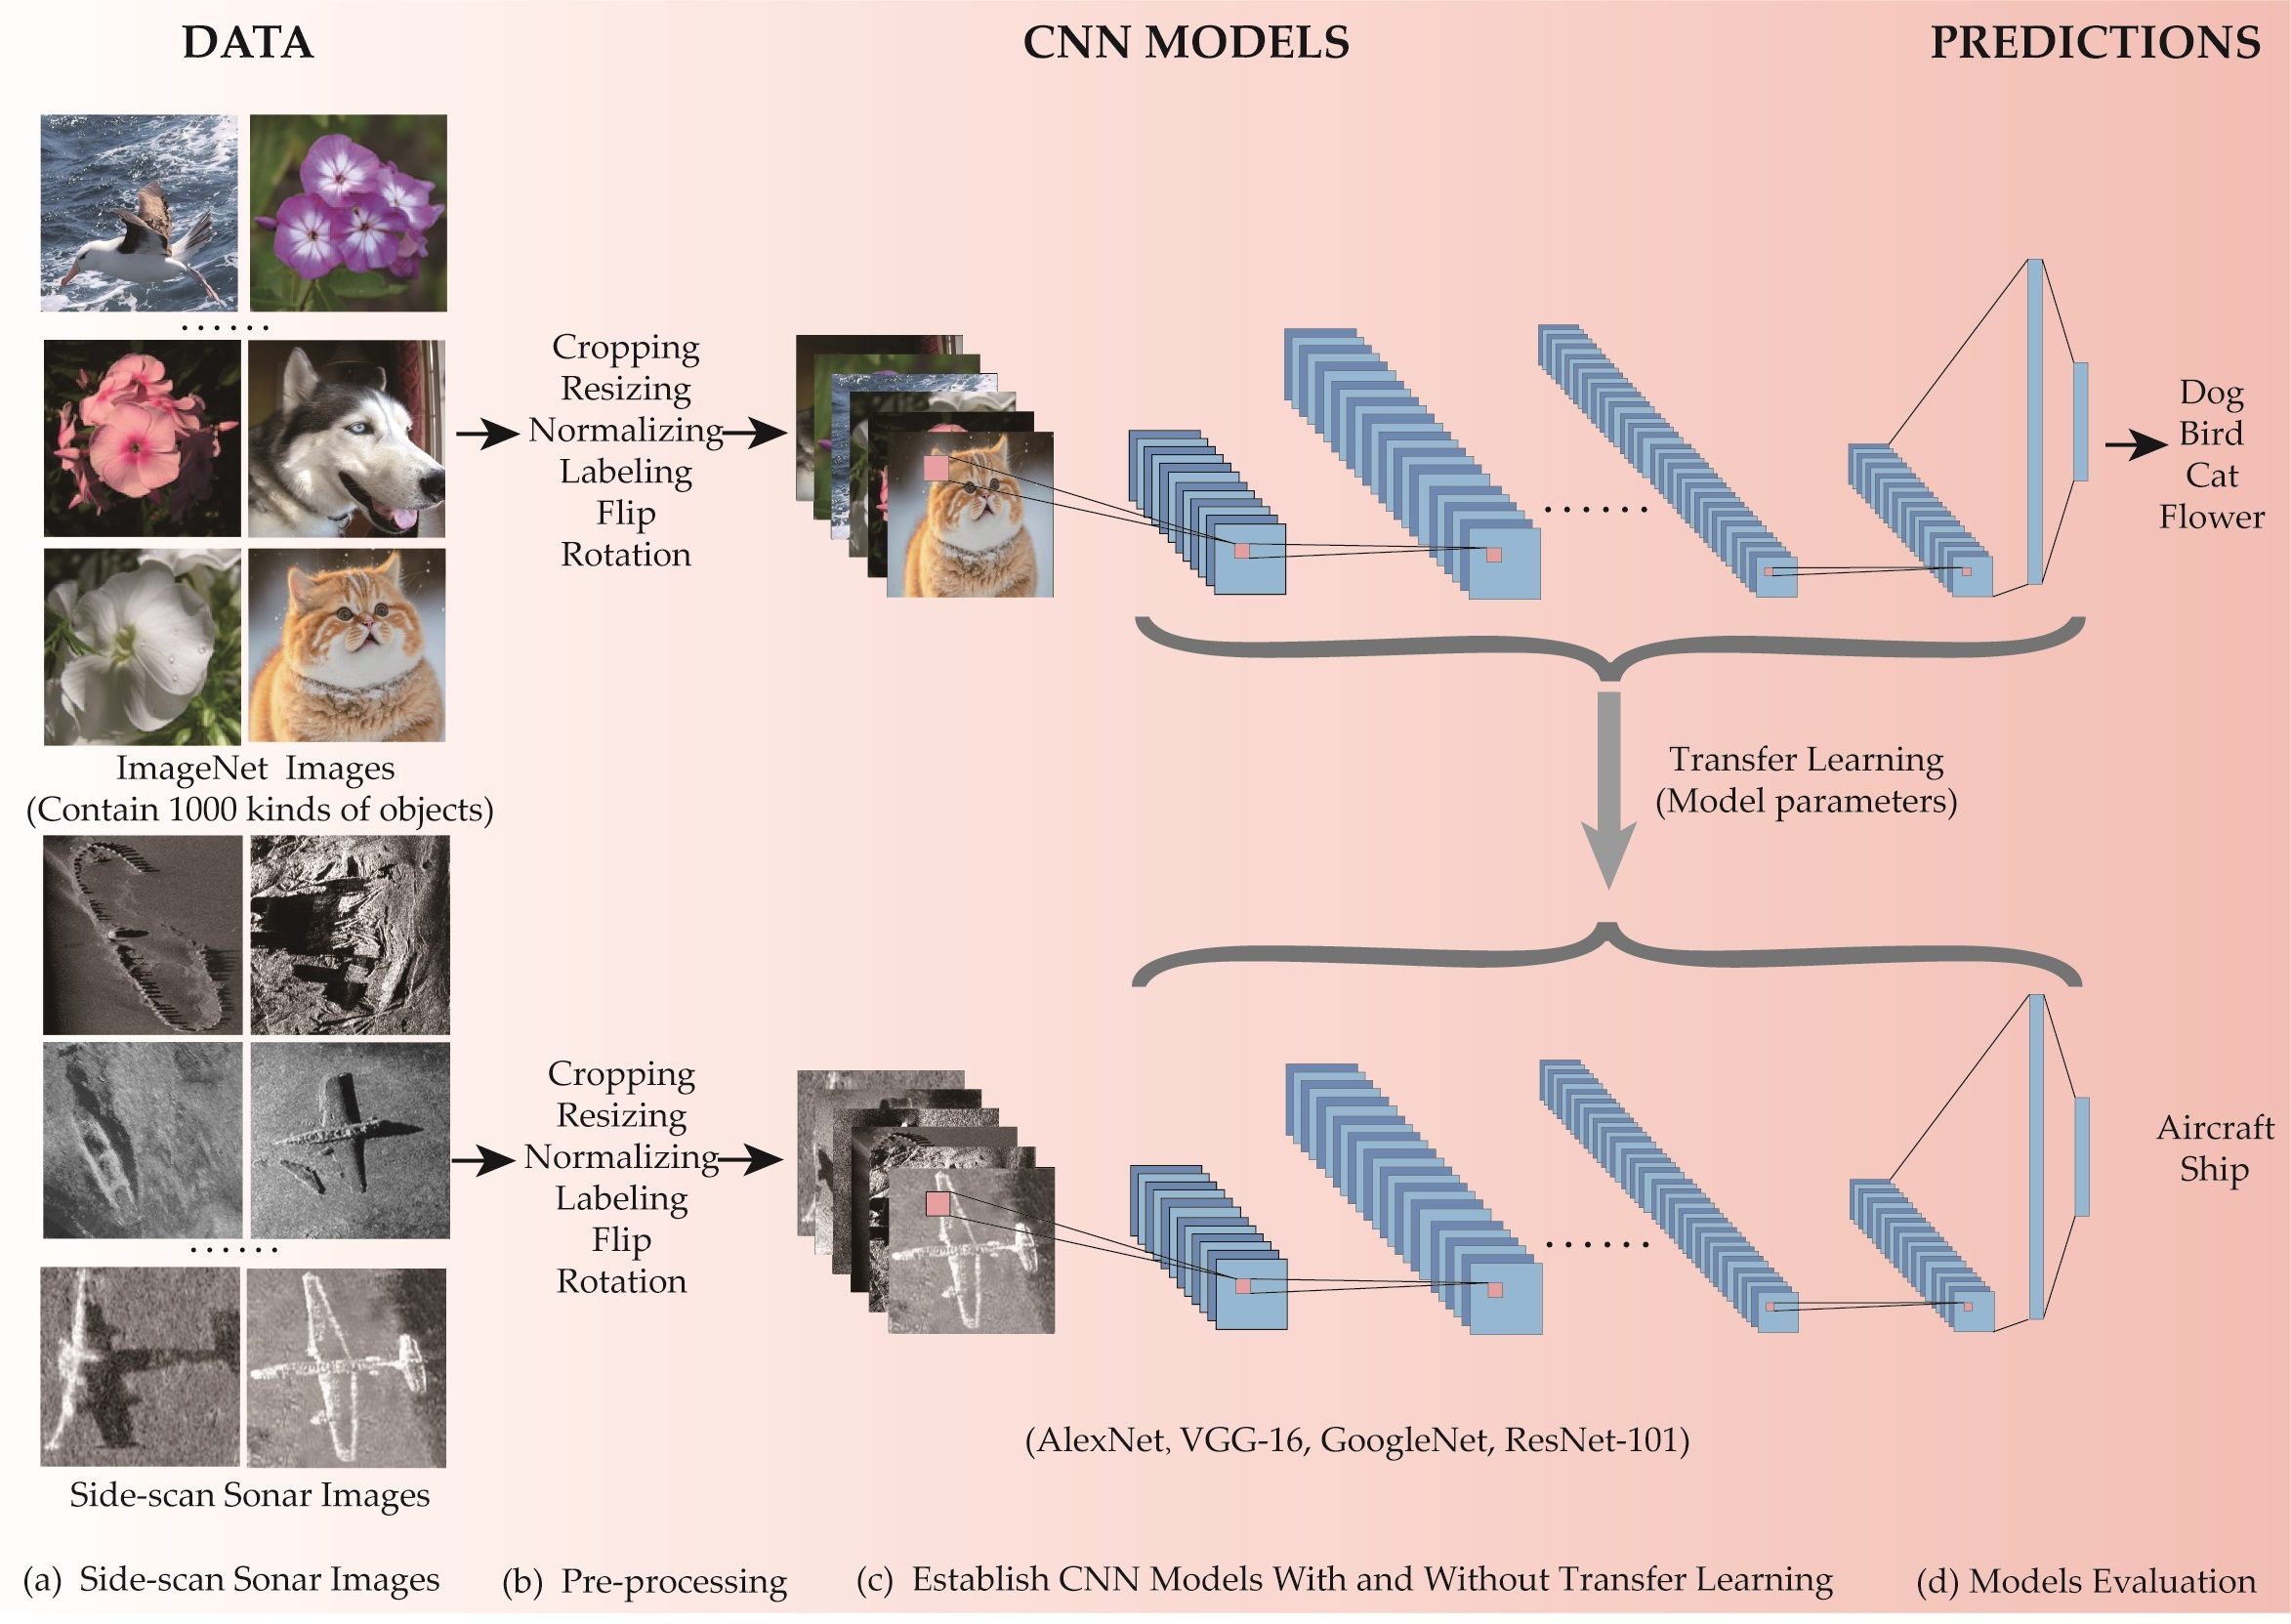 DATA
CNN MODELS
PREDICTIONS
......
Cropping
Resizing
Normalizing
Labeling
Flip
Rotation
......
Dog
Bird
Cat
Flower
ImageNet Images
(Contain 1000 kinds of objects)
Transfer Learning
(Model parameters)
Cropping
Resizing
Normalizing
Labeling
Flip
Rotation
......
......
Aircraft
Ship
(AlexNet, VGG-16, GoogleNet, ResNet-101)
Side-scan Sonar Images
(a) Side-scan Sonar Images
(b) Pre-processing
(c) Establish CNN Models With and Without Transfer Learning
(d) Models Evaluation